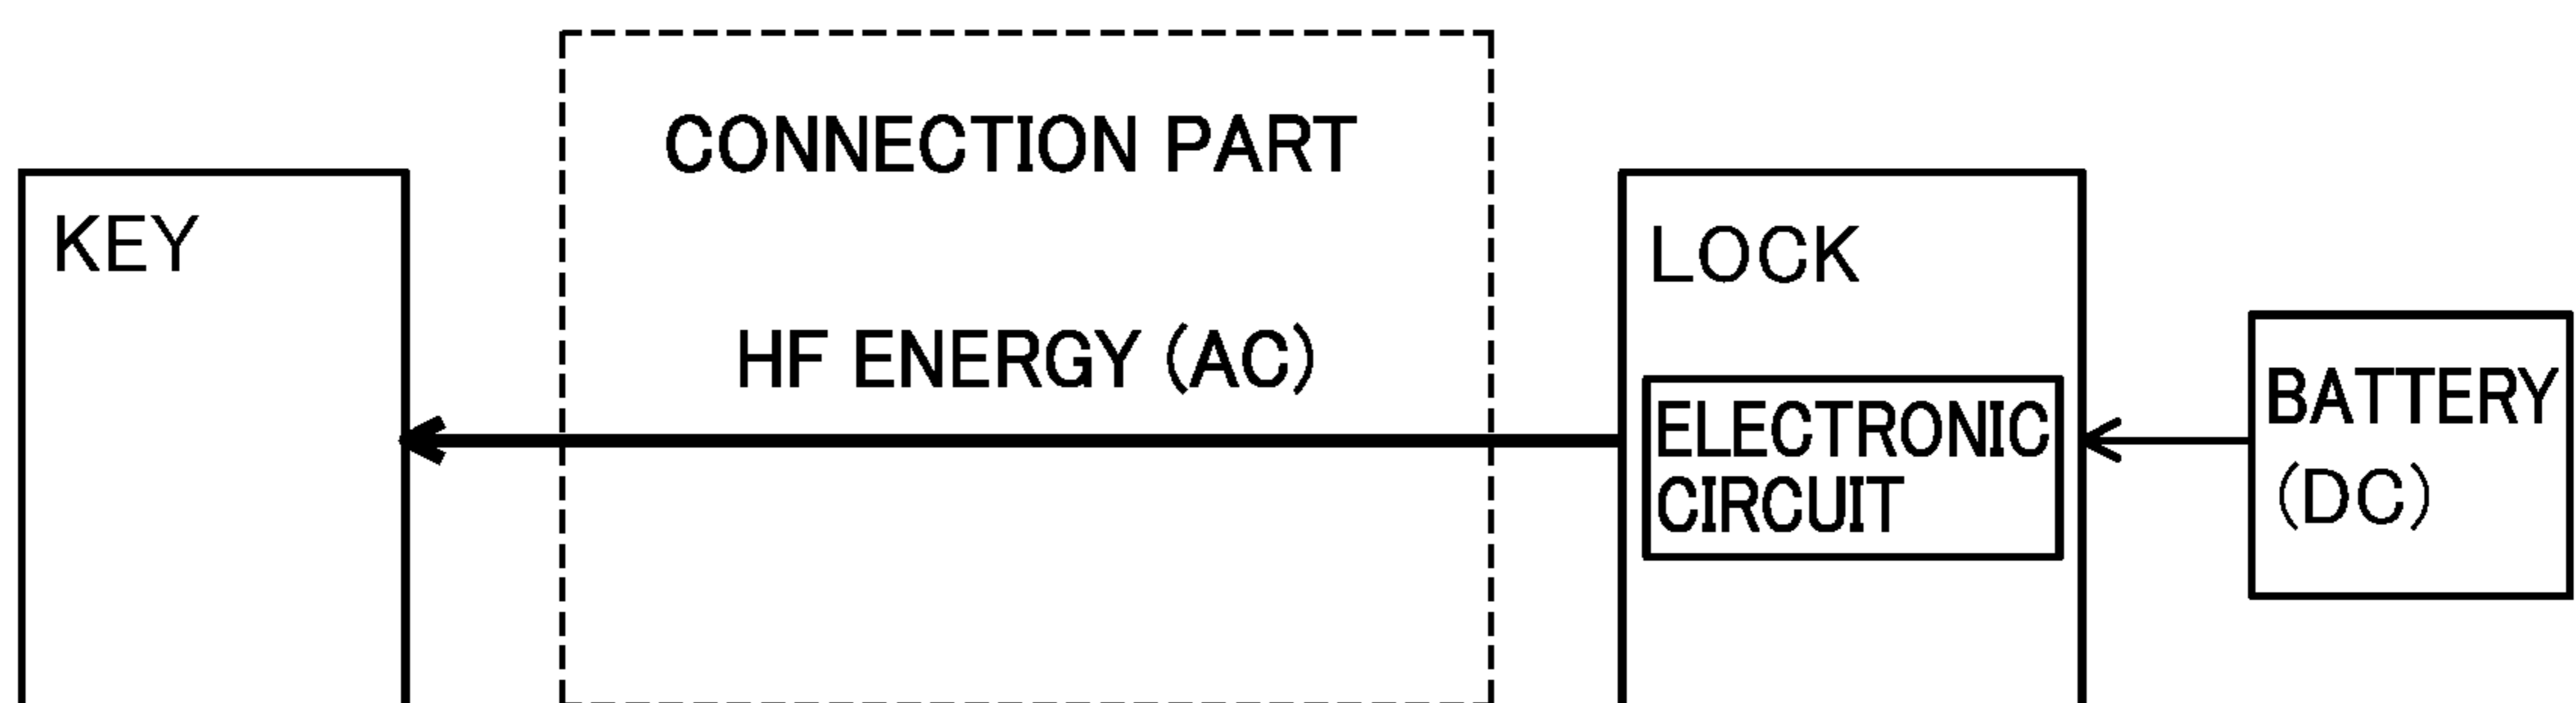 CONNECTION PART
KEY
HF ENERGY (AC)
LOCK
ELECTRONIC
CIRCUIT
BATTERY
(DC)